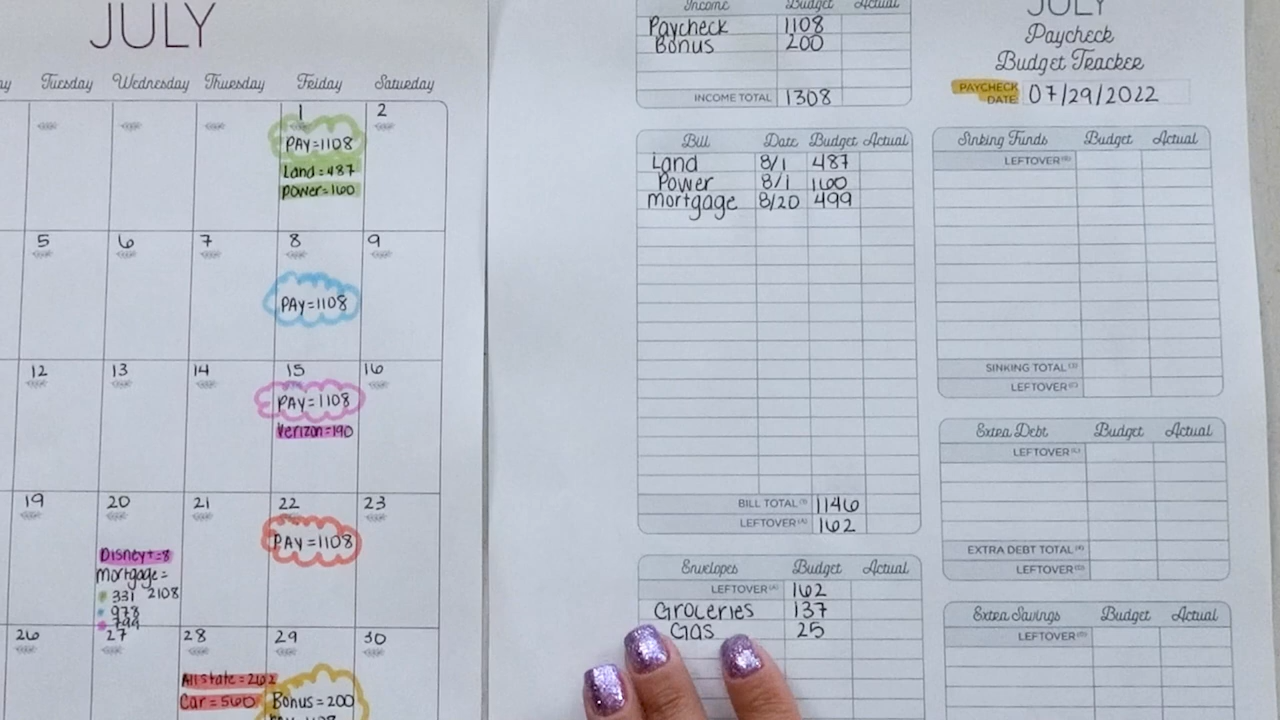 JULY
Tuesday Wednesday Thursday Friday Saturday
1 2
PAY=1108
Land=487
Power=160
5 6 7 8 9
PAY=1108
12 13 14 15 16
PAY=1108
Verizon=190
19 20 21 22 23
PAY=1108
Disney+=8
mortgage=
331 2108
978
799
26 27 28 29 30
Allstate=262
Car=560
Bonus=200
Income Budget Actual
Paycheck 1108
Bonus 200
INCOME TOTAL 1308
Bill Date Budget Actual
Land 8/1 487
Power 8/1 160
mortgage 8/20 499
BILL TOTAL 1146
LEFTOVER 162
Envelopes Budget Actual
LEFTOVER 162
Groceries 137
Gas 25
JULY
Paycheck
Budget Tracker
PAYCHECK
DATE: 07/29/2022
Sinking Funds Budget Actual
LEFTOVER
SINKING TOTAL
LEFTOVER
Extra Debt Budget Actual
LEFTOVER
EXTRA DEBT TOTAL
LEFTOVER
Extra Savings Budget Actual
LEFTOVER